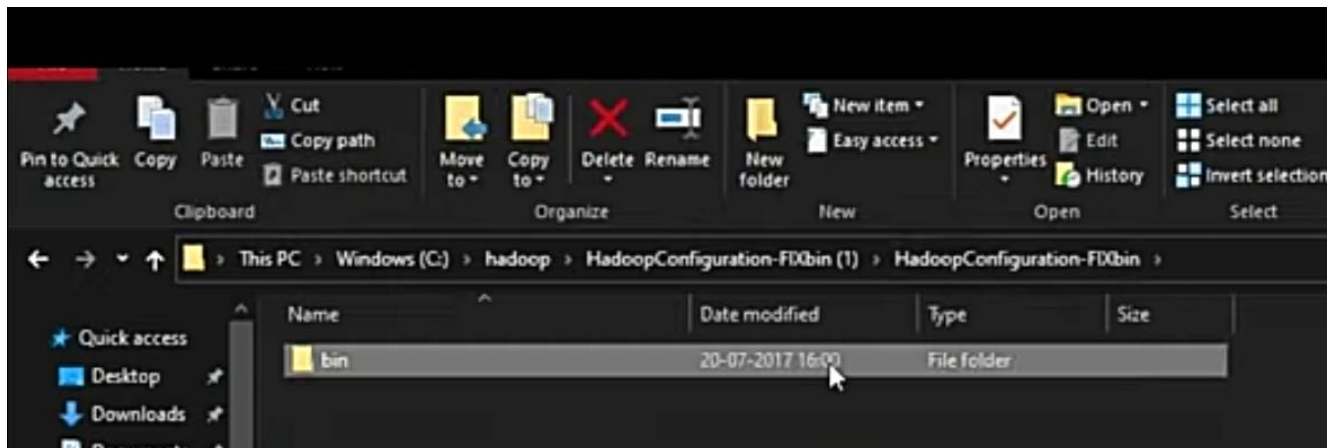 Cut
Copy path
Paste shortcut
Pin to Quick access
Copy
Paste
Clipboard
Move to
Copy to
Delete
Rename
Organize
New folder
New item
Easy access
New
Properties
Open
Edit
History
Open
Select all
Select none
Invert selection
Select
This PC > Windows (C:) > hadoop > HadoopConfiguration-FIXbin (1) > HadoopConfiguration-FIXbin >
Name Date modified Type Size
Quick access
bin 20-07-2017 16:00 File folder
Desktop
Downloads